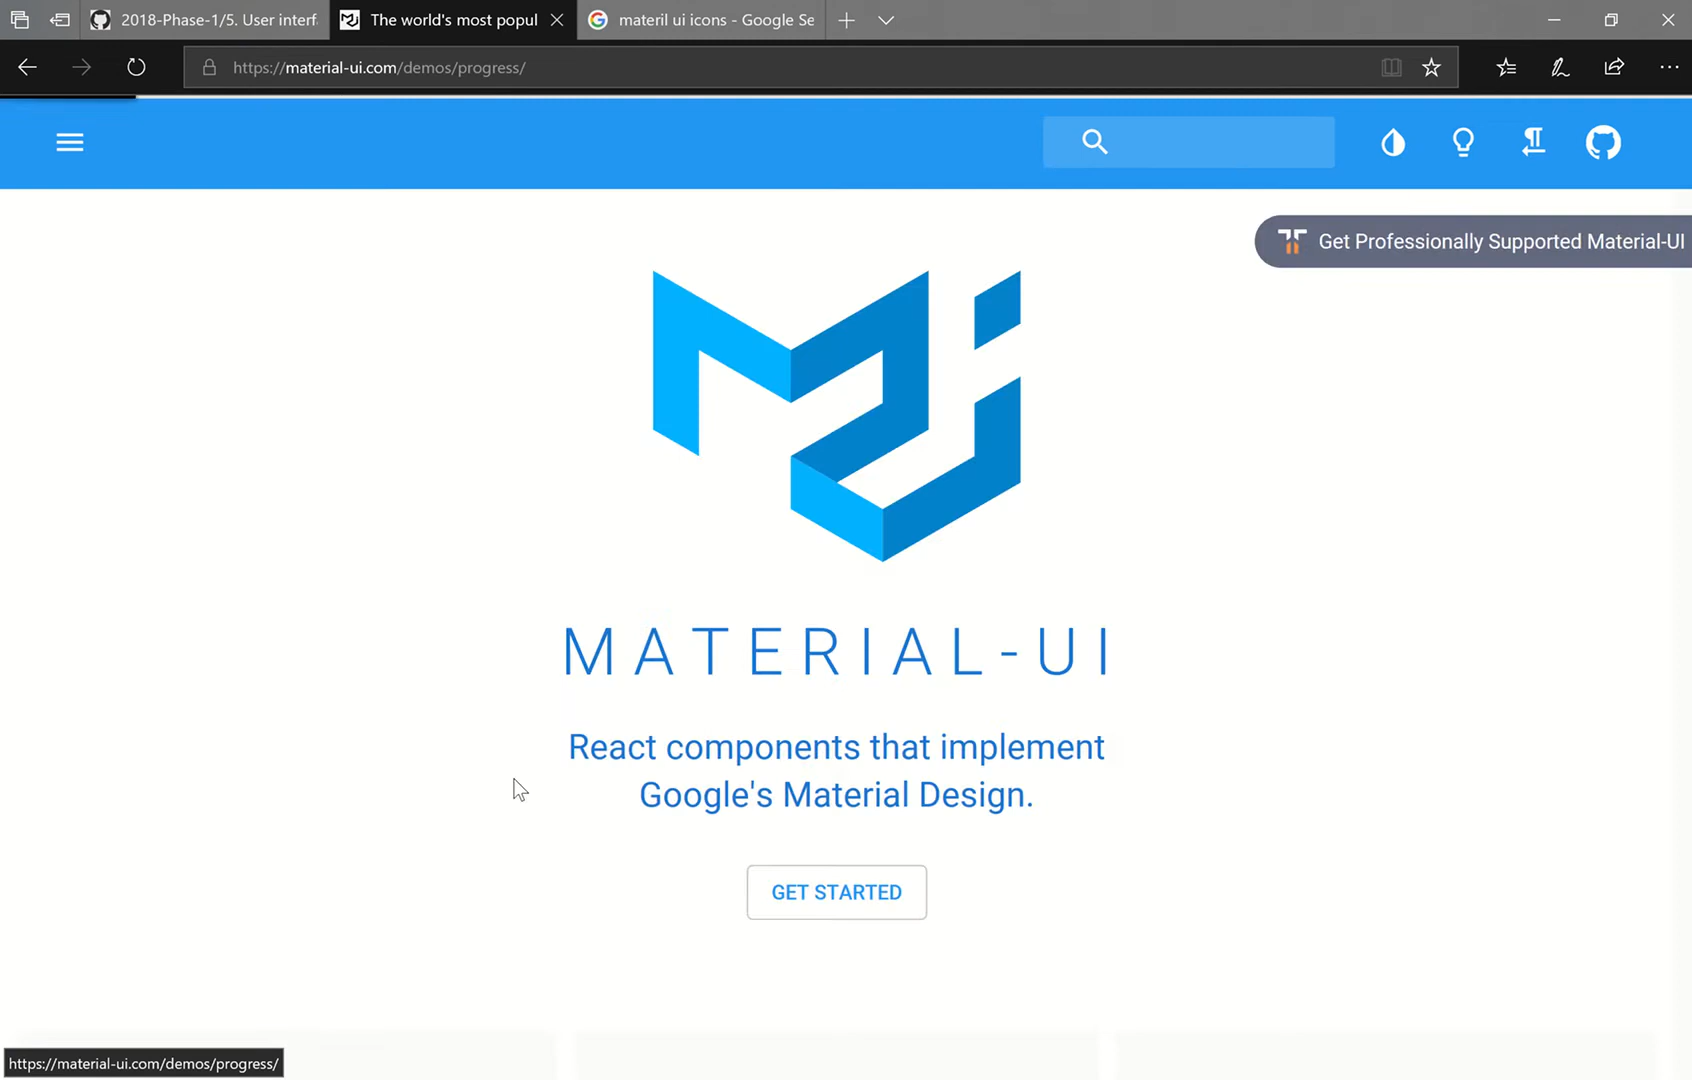 2018-Phase-1/5. User interf
The world's most popul
materil ui icons - Google Se
https://material-ui.com/demos/progress/
Get Professionally Supported Material-UI
MATERIAL-UI
React components that implement
Google's Material Design.
GET STARTED
https://material-ui.com/demos/progress/